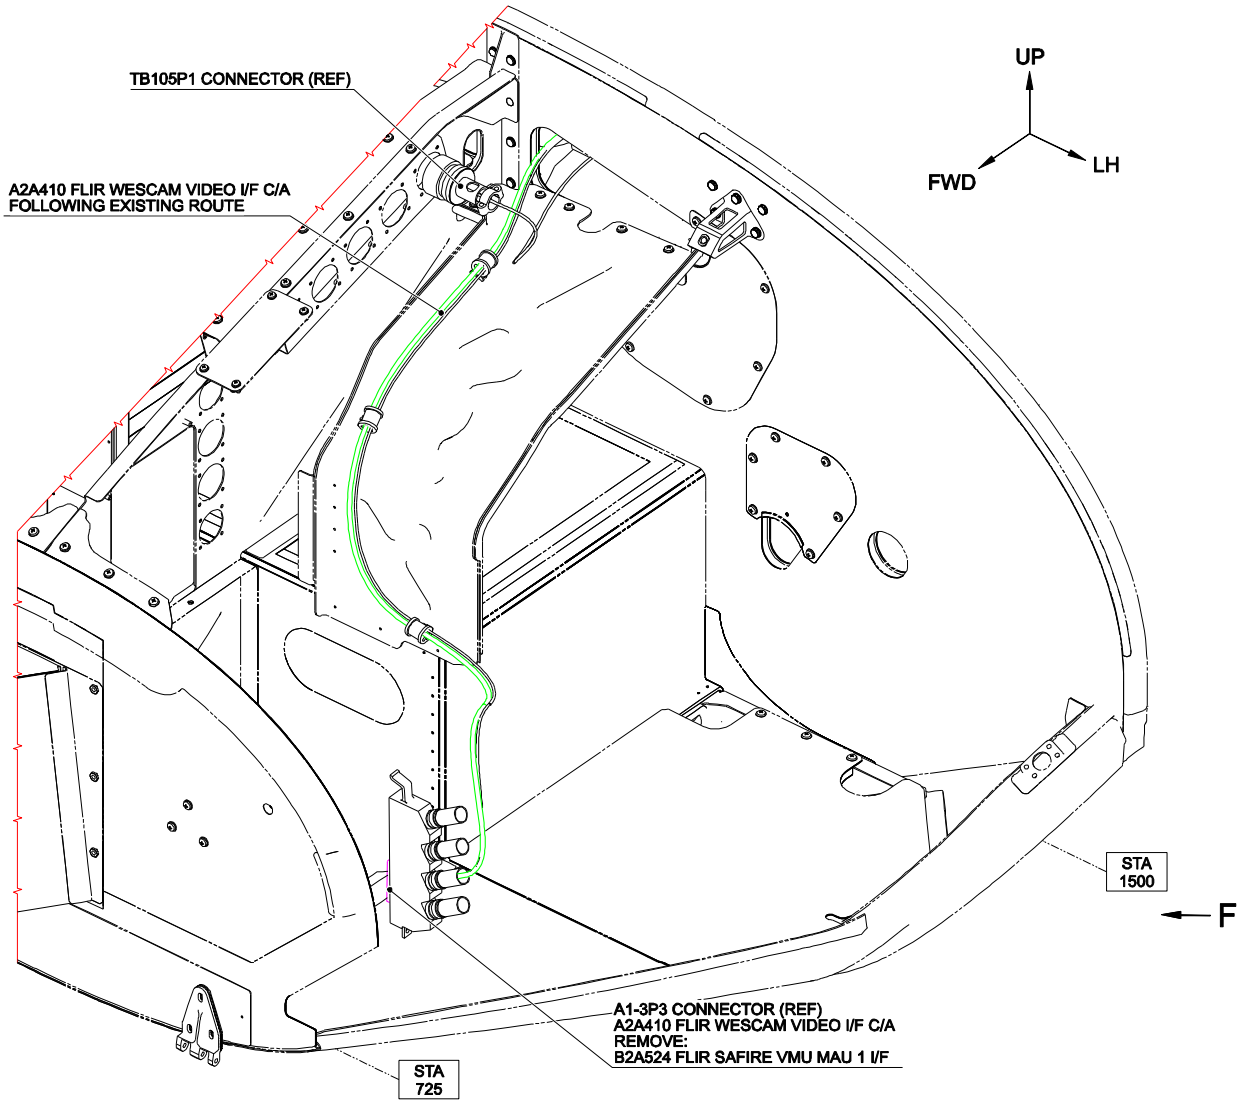 TB105P1 CONNECTOR (REF)
UP
LH
FWD
A2A410 FLIR WESCAM VIDEO I/F C/A
FOLLOWING EXISTING ROUTE
STA
1500
F
A1-3P3 CONNECTOR (REF)
A2A410 FLIR WESCAM VIDEO I/F C/A
REMOVE:
B2A524 FLIR SAFIRE VMU MAU 1 I/F
STA
725